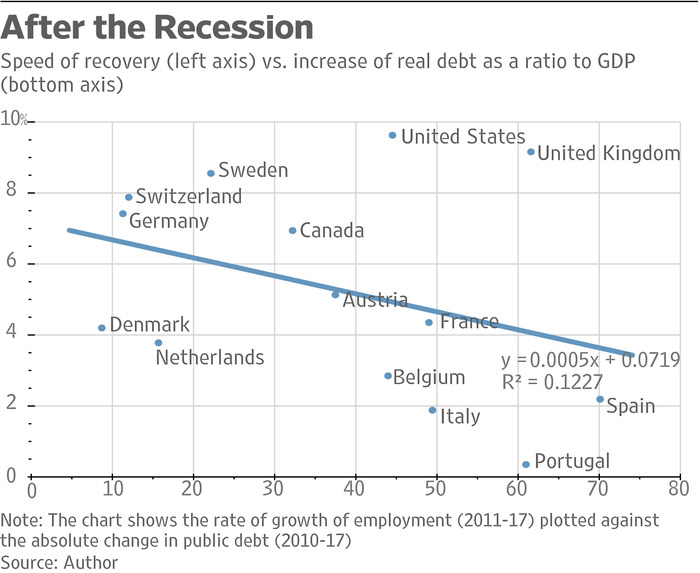 After the Recession
Speed of recovery (left axis) vs. increase of real debt as a ratio to GDP
(bottom axis)
10%
United States
United Kingdom
Sweden
8
Switzerland
Germany
Canada
6
Austria
France
4
Denmark
Netherlands
y = 0.0005x + 0.0719
R² = 0.1227
Belgium
2
Spain
Italy
Portugal
0
0 10 20 30 40 50 60 70 80
Note: The chart shows the rate of growth of employment (2011-17) plotted against
the absolute change in public debt (2010-17)
Source: Author